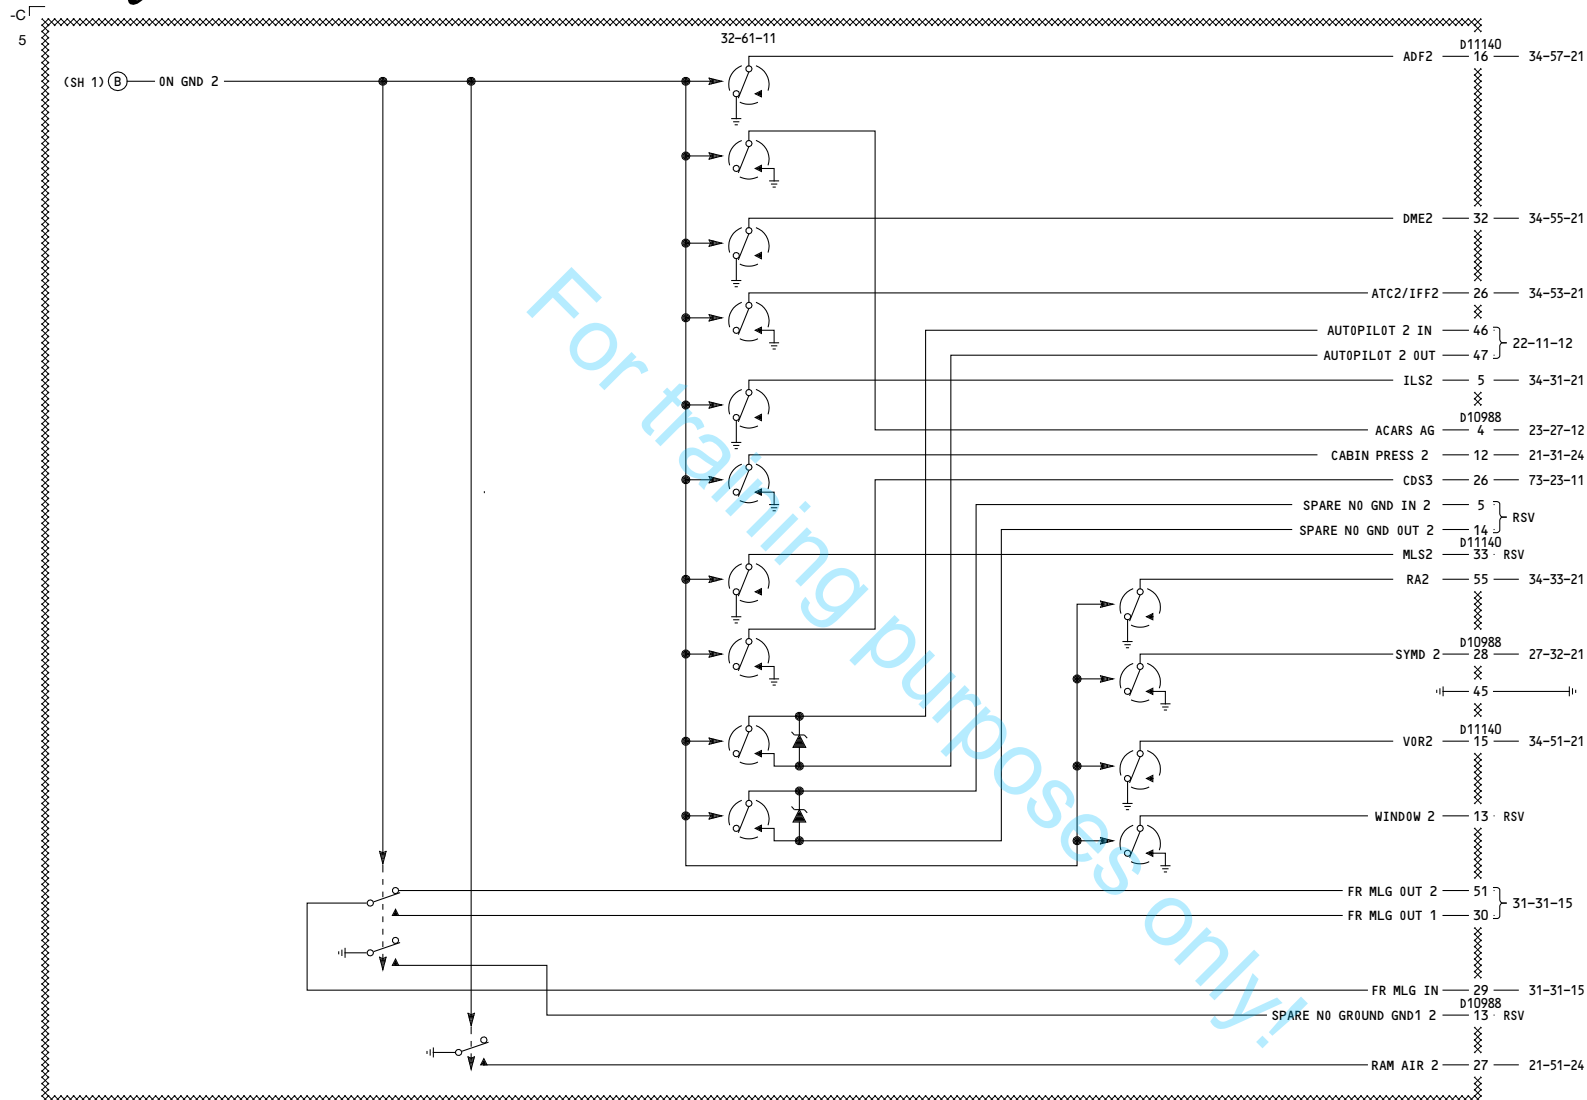 -C
5
32-61-11
D11140
ADF2 16 34-57-21
(SH 1) B ON GND 2
DME2 32 34-55-21
ATC2/IFF2 26 34-53-21
AUTOPILOT 2 IN 46
22-11-12
AUTOPILOT 2 OUT 47
ILS2 5 34-31-21
D10988
ACARS AG 4 23-27-12
CABIN PRESS 2 12 21-31-24
CDS3 26 73-23-11
SPARE NO GND IN 2 5
RSV
SPARE NO GND OUT 2 14
D11140
MLS2 33 RSV
RA2 55 34-33-21
D10988
SYMD 2 28 27-32-21
45
D11140
VOR2 15 34-51-21
WINDOW 2 13 RSV
FR MLG OUT 2 51
31-31-15
FR MLG OUT 1 30
FR MLG IN 29 31-31-15
D10988
SPARE NO GROUND GND1 2 13 RSV
RAM AIR 2 27 21-51-24
For training purposes only!